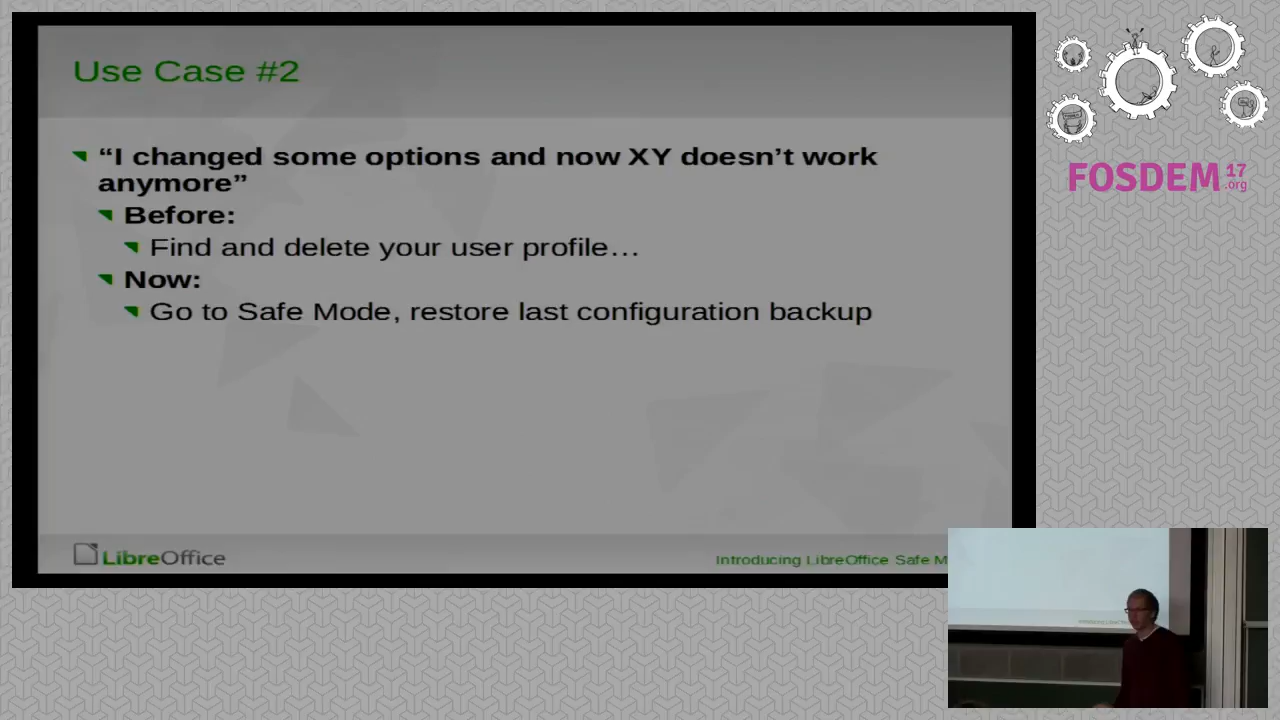 Use Case #2
“I changed some options and now XY doesn’t work
anymore”
Before:
Find and delete your user profile…
Now:
Go to Safe Mode, restore last configuration backup
LibreOffice
Introducing LibreOffice Safe M
FOSDEM 17
.org